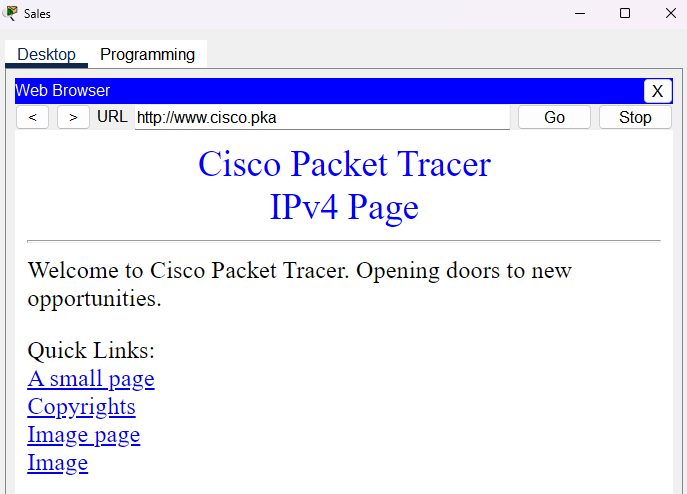 Sales
Desktop Programming
Web Browser X
< > URL http://www.cisco.pka Go Stop
Cisco Packet Tracer
IPv4 Page
Welcome to Cisco Packet Tracer. Opening doors to new
opportunities.
Quick Links:
A small page
Copyrights
Image page
Image